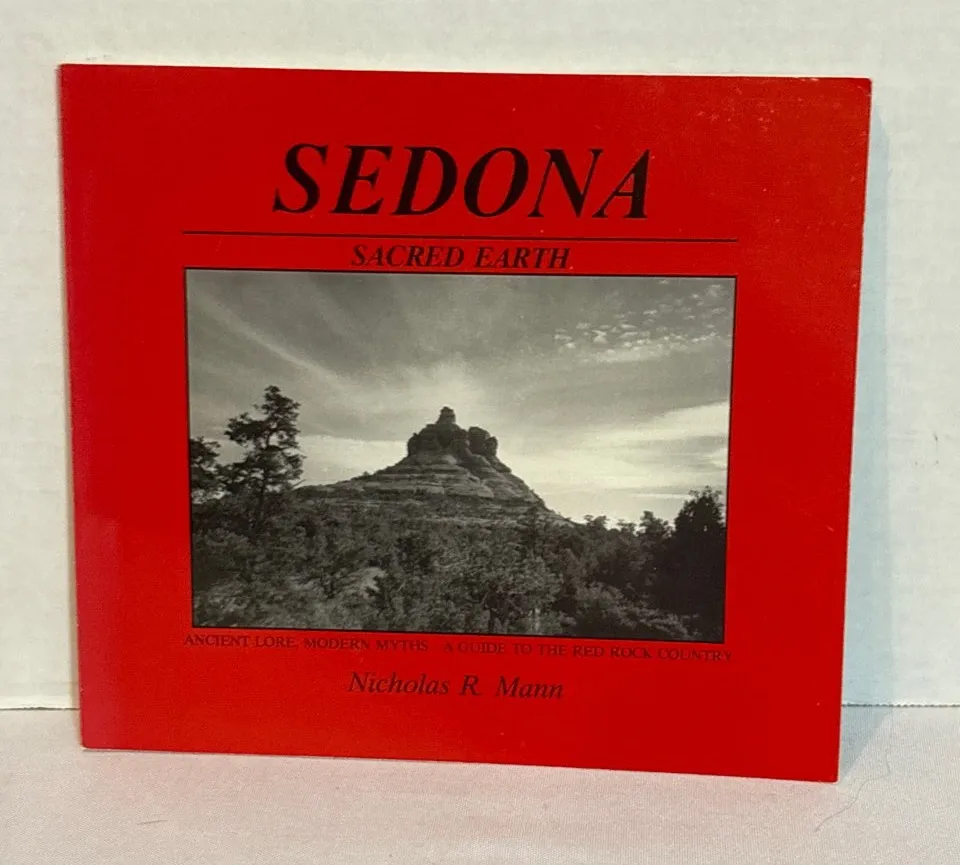 SEDONA
SACRED EARTH
ANCIENT LORE, MODERN MYTHS A GUIDE TO THE RED ROCK COUNTRY
Nicholas R. Mann